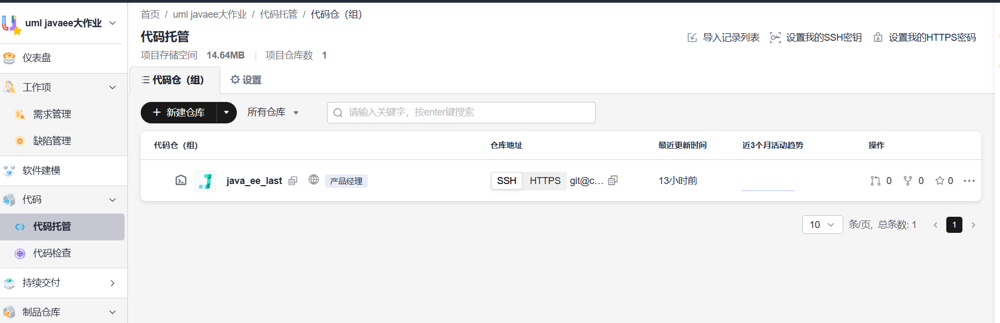 uml javaee大作业
仪表盘
工作项
需求管理
缺陷管理
软件建模
代码
代码托管
代码检查
持续交付
制品仓库
首页 / uml javaee大作业 / 代码托管 / 代码仓（组）
代码托管
导入记录列表 设置我的SSH密钥 设置我的HTTPS密码
项目存储空间 14.64MB 项目仓库数 1
代码仓（组） 设置
新建仓库 所有仓库 请输入关键字，按enter键搜索
代码仓（组） 仓库地址 最近更新时间 近3个月活动趋势 操作
java_ee_last 产品经理 SSH HTTPS git@c... 13小时前 0 0 0 ...
10 条/页，总条数: 1 < 1 >